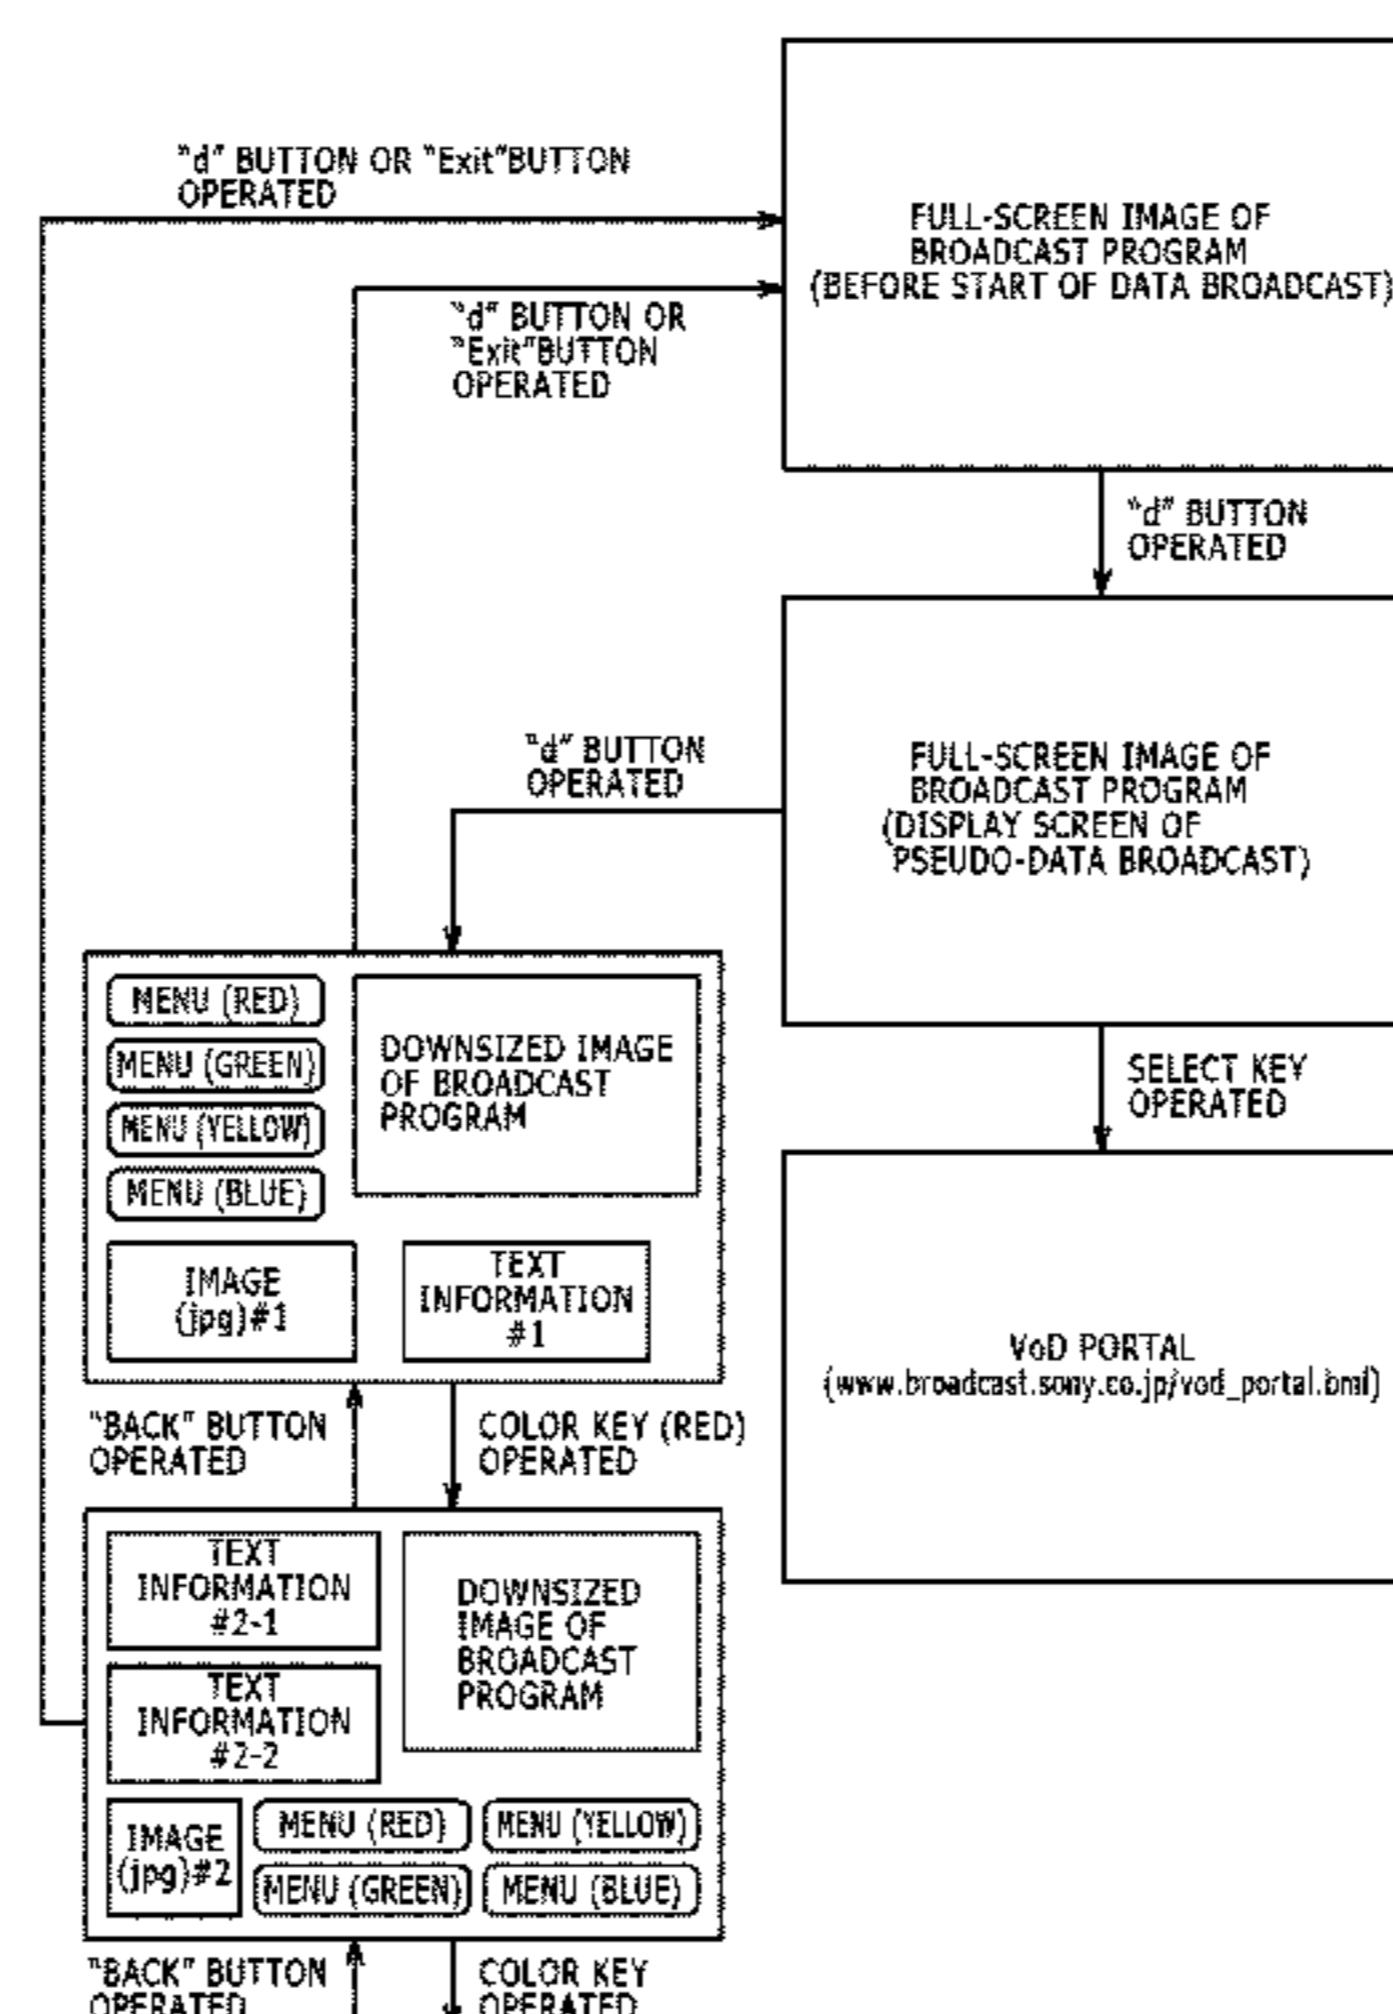 "d" BUTTON OR "Exit"BUTTON
OPERATED
FULL-SCREEN IMAGE OF
BROADCAST PROGRAM
(BEFORE START OF DATA BROADCAST)
"d" BUTTON OR
"Exit"BUTTON
OPERATED
"d" BUTTON
OPERATED
"d" BUTTON
OPERATED
FULL-SCREEN IMAGE OF
BROADCAST PROGRAM
(DISPLAY SCREEN OF
PSEUDO-DATA BROADCAST)
MENU (RED)
MENU (GREEN)
MENU (YELLOW)
MENU (BLUE)
DOWNSIZED IMAGE
OF BROADCAST
PROGRAM
IMAGE
(jpg)#1
TEXT
INFORMATION
#1
SELECT KEY
OPERATED
VoD PORTAL
(www.broadcast.sony.co.jp/vod_portal.bml)
"BACK" BUTTON
OPERATED
COLOR KEY (RED)
OPERATED
TEXT
INFORMATION
#2-1
TEXT
INFORMATION
#2-2
DOWNSIZED
IMAGE OF
BROADCAST
PROGRAM
IMAGE
(jpg)#2
MENU (RED)
MENU (YELLOW)
MENU (GREEN)
MENU (BLUE)
"BACK" BUTTON
OPERATED
COLOR KEY
OPERATED